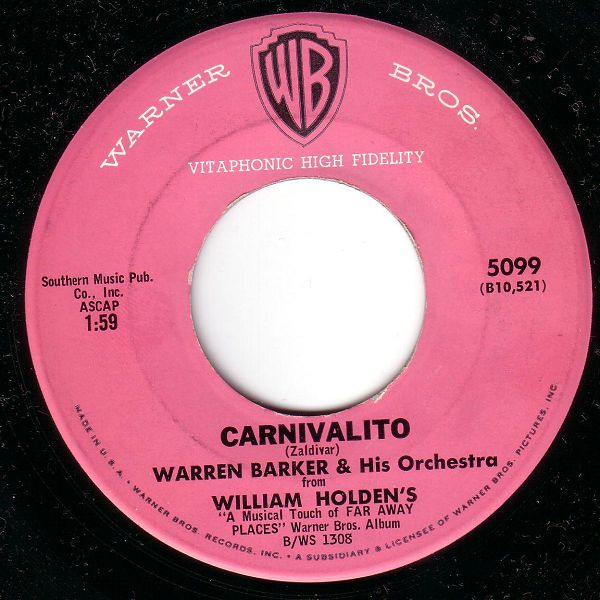 WB
WARNER BROS.
VITAPHONIC HIGH FIDELITY
Southern Music Pub.
Co., Inc.
ASCAP
1:59
5099
(B10,521)
CARNIVALITO
(Zaldivar)
WARREN BARKER & His Orchestra
from
WILLIAM HOLDEN'S
"A Musical Touch of FAR AWAY
PLACES" Warner Bros. Album
B/WS 1308
MADE IN U.S.A. • WARNER BROS. RECORDS, INC. • A SUBSIDIARY & LICENSEE OF WARNER BROS. PICTURES, INC.